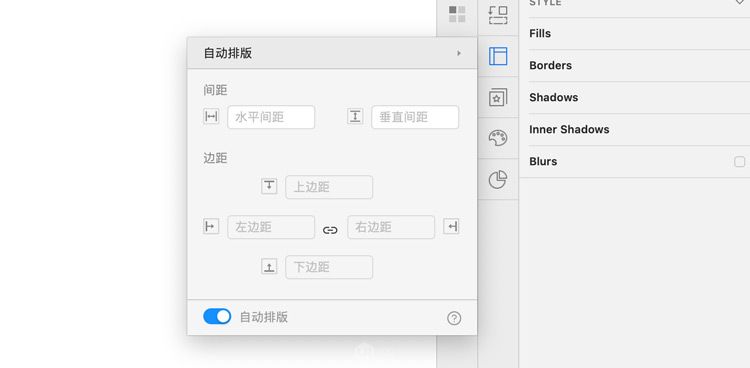 STYLE
自动排版
Fills
间距
Borders
水平间距
垂直间距
Shadows
边距
Inner Shadows
上边距
Blurs
左边距
右边距
下边距
自动排版